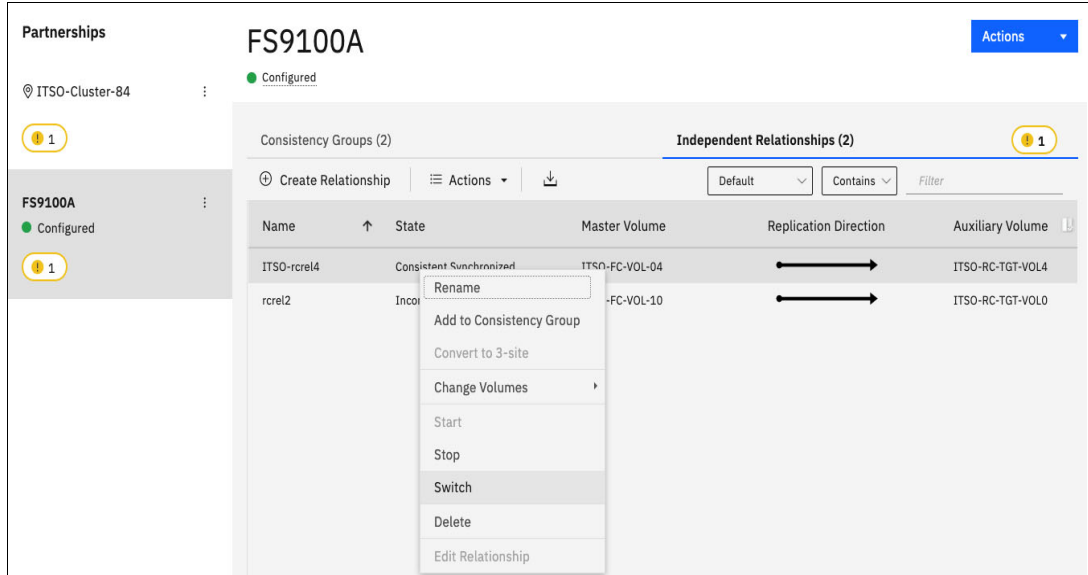 Partnerships
ITSO-Cluster-84
1
FS9100A
Configured
1
FS9100A
Configured
Actions
Consistency Groups (2)
Independent Relationships (2)
1
Create Relationship
Actions
Default
Contains
Filter
Name State Master Volume Replication Direction Auxiliary Volume
ITSO-rcrel4 Consistent Synchronized ITSO-FC-VOL-04 ITSO-RC-TGT-VOL4
rcrel2 -FC-VOL-10 ITSO-RC-TGT-VOL0
Rename
Add to Consistency Group
Convert to 3-site
Change Volumes
Start
Stop
Switch
Delete
Edit Relationship